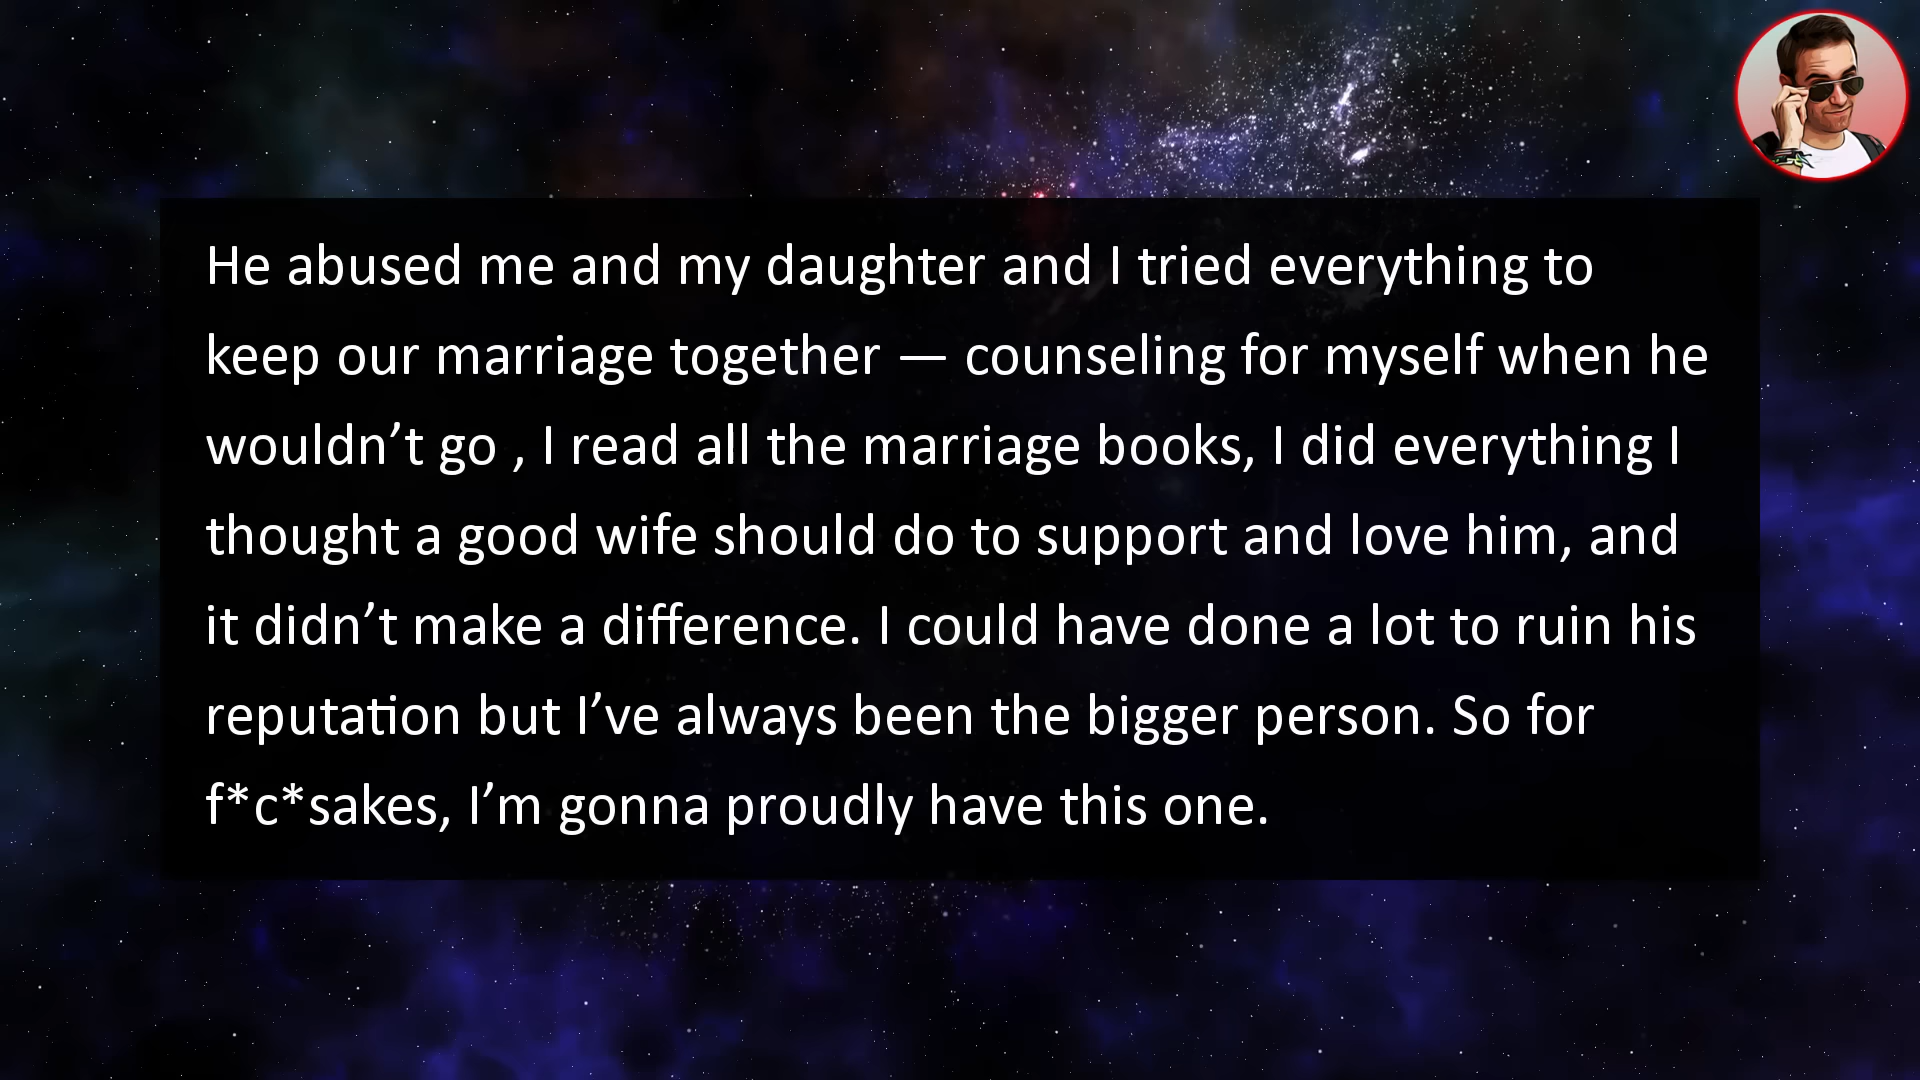 He abused me and my daughter and I tried everything to
keep our marriage together — counseling for myself when he
wouldn’t go , I read all the marriage books, I did everything I
thought a good wife should do to support and love him, and
it didn’t make a difference. I could have done a lot to ruin his
reputation but I’ve always been the bigger person. So for
f*c*sakes, I’m gonna proudly have this one.